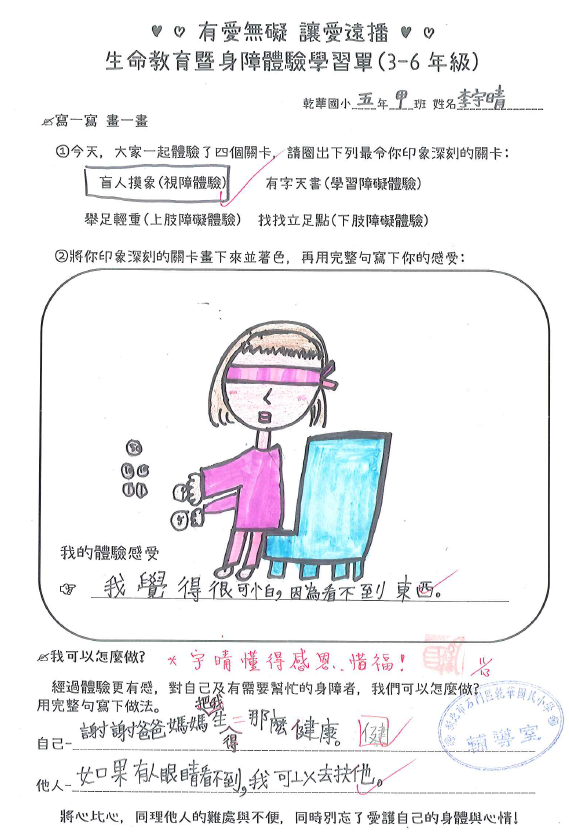 ♥ ♡ 有愛無礙 讓愛遠播 ♥ ♡
生命教育暨身障體驗學習單(3-6年級)
乾華國小 五 年 甲 班 姓名 李宇晴
✍寫一寫 畫一畫
①今天，大家一起體驗了四個關卡，請圈出下列最令你印象深刻的關卡：
盲人摸象(視障體驗) 有字天書(學習障礙體驗)
舉足輕重(上肢障礙體驗) 找找立足點(下肢障礙體驗)
②將你印象深刻的關卡畫下來並著色，再用完整句寫下你的感受：
50
10 10
1 1
我的體驗感受
我覺得很可怕，因為看不到東西。
✍我可以怎麼做? *宇晴懂得感恩、惜福!
經過體驗更有感，對自己及有需要幫忙的身障者，我們可以怎麼做?
用完整句寫下做法。
把我
自己-謝謝爸爸媽媽生=那麼健康。 健
得
他人-如果有人眼睛看不到，我可以去扶他。
輔導室
將心比心，同理他人的難處與不便，同時別忘了愛護自己的身體與心情!